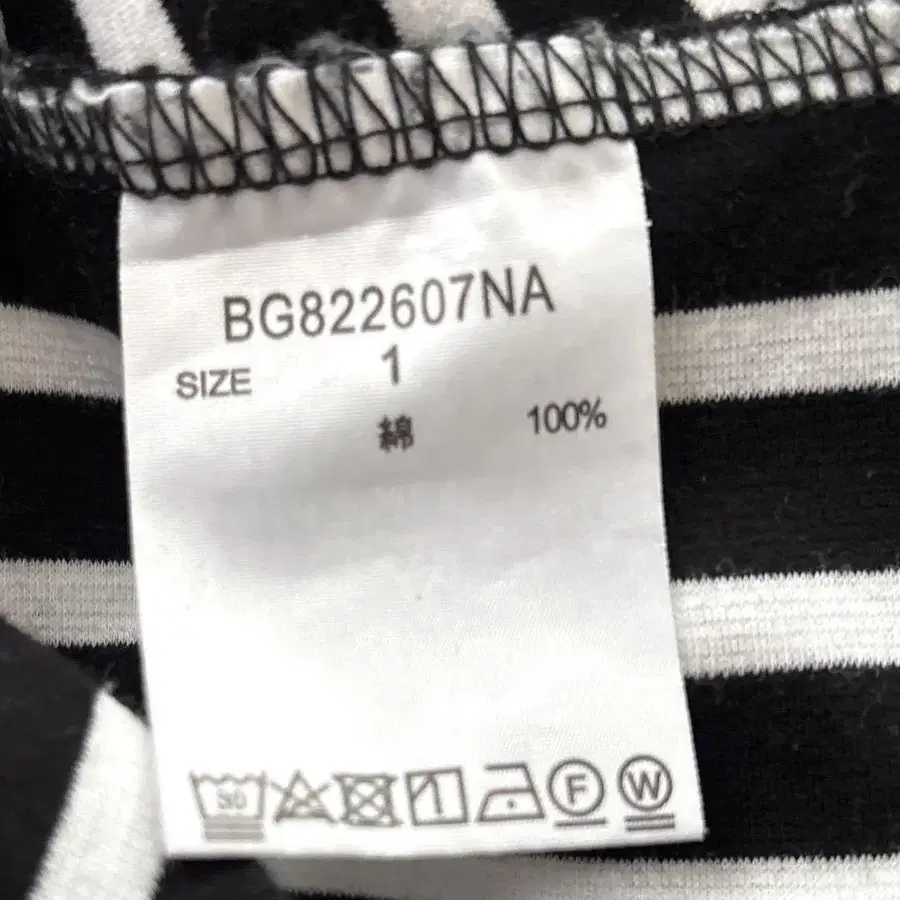 BG822607NA
SIZE 1
綿 100%
30 F W